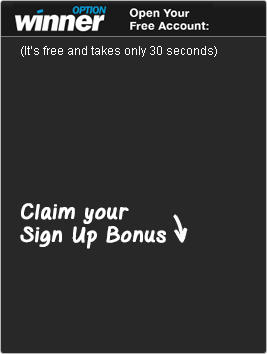 OPTION
winner
Open Your
Free Account:
(It's free and takes only 30 seconds)
Claim your
Sign Up Bonus